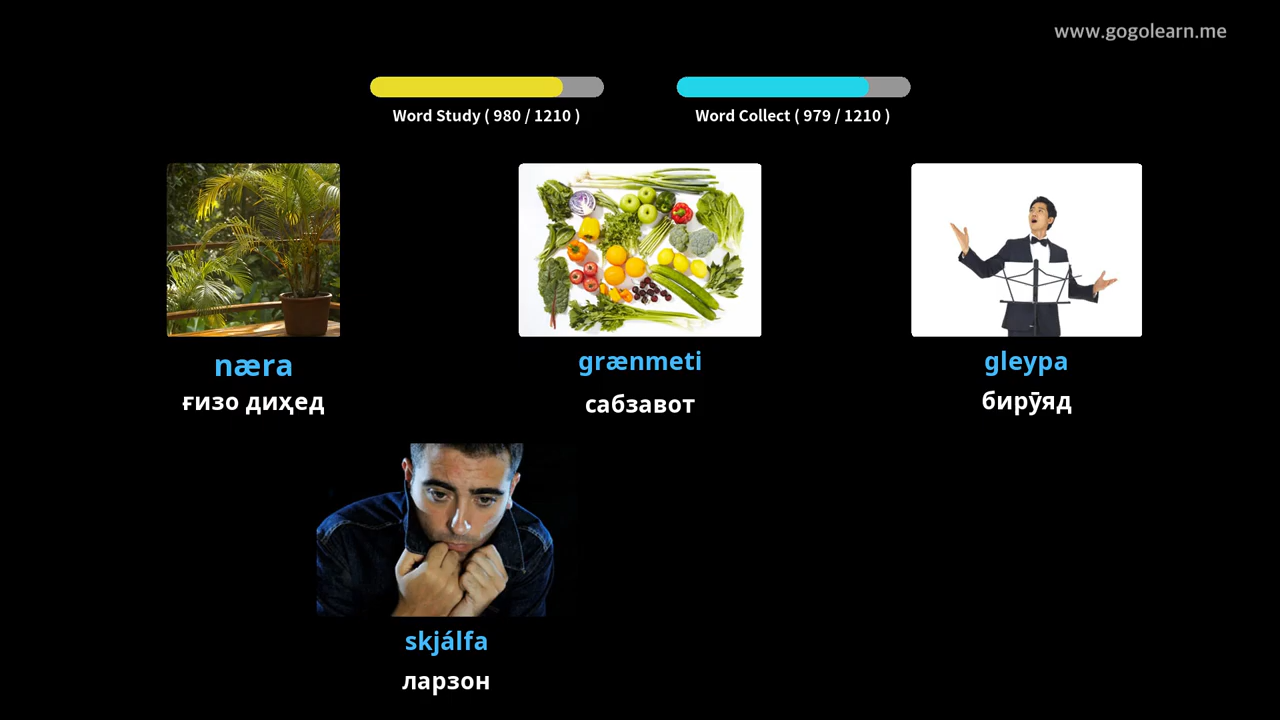 www.gogolearn.me
Word Study ( 980 / 1210 )
Word Collect ( 979 / 1210 )
næra
ғизо диҳед
grænmeti
сабзавот
gleypa
бирӯяд
skjálfa
ларзон